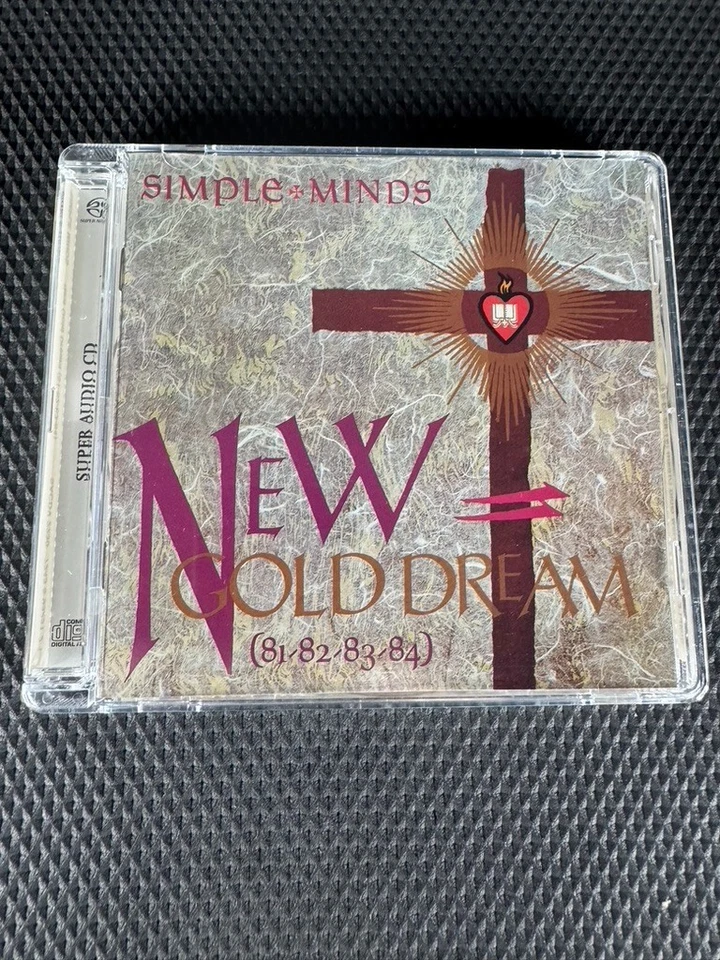 SIMPLE✠MINDS
NEW
GOLD DREAM
(81-82-83-84)
SUPER AUDIO CD